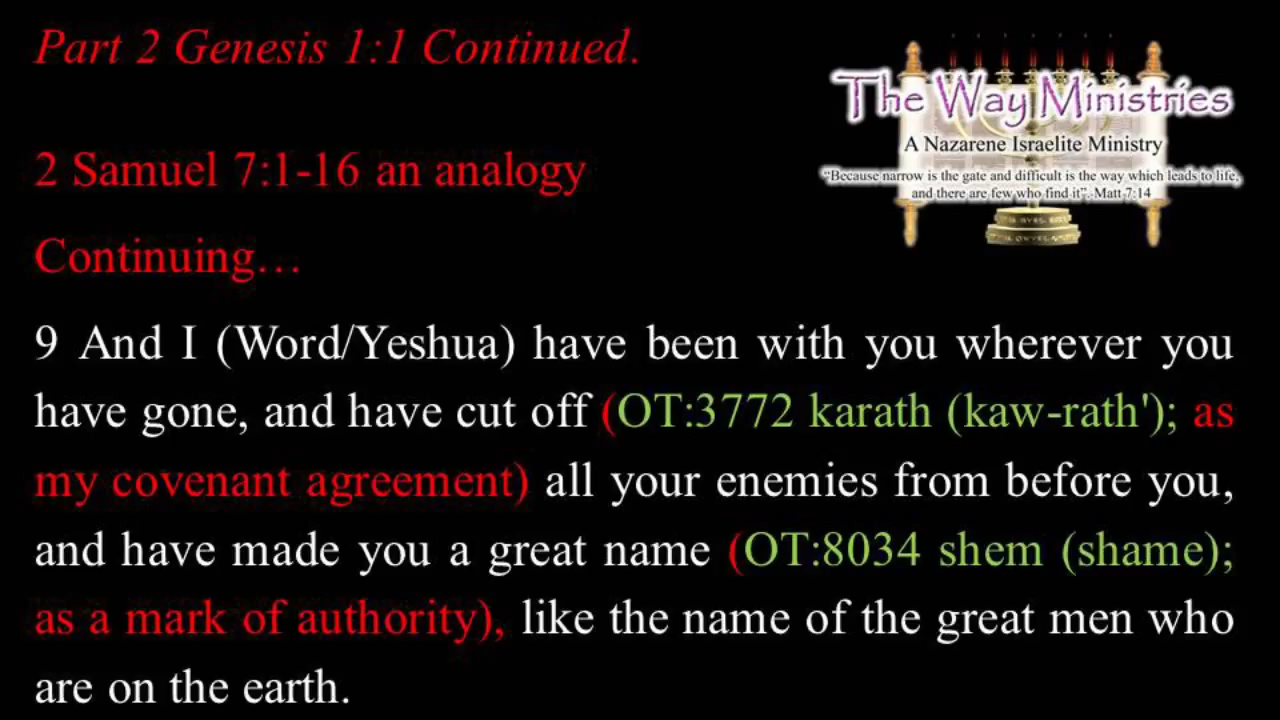 Part 2 Genesis 1:1 Continued.
The Way Ministries
A Nazarene Israelite Ministry
“Because narrow is the gate and difficult is the way which leads to life,
and there are few who find it”. Matt 7:14
2 Samuel 7:1-16 an analogy
Continuing…
9 And I (Word/Yeshua) have been with you wherever you
have gone, and have cut off (OT:3772 karath (kaw-rath'); as
my covenant agreement) all your enemies from before you,
and have made you a great name (OT:8034 shem (shame);
as a mark of authority), like the name of the great men who
are on the earth.